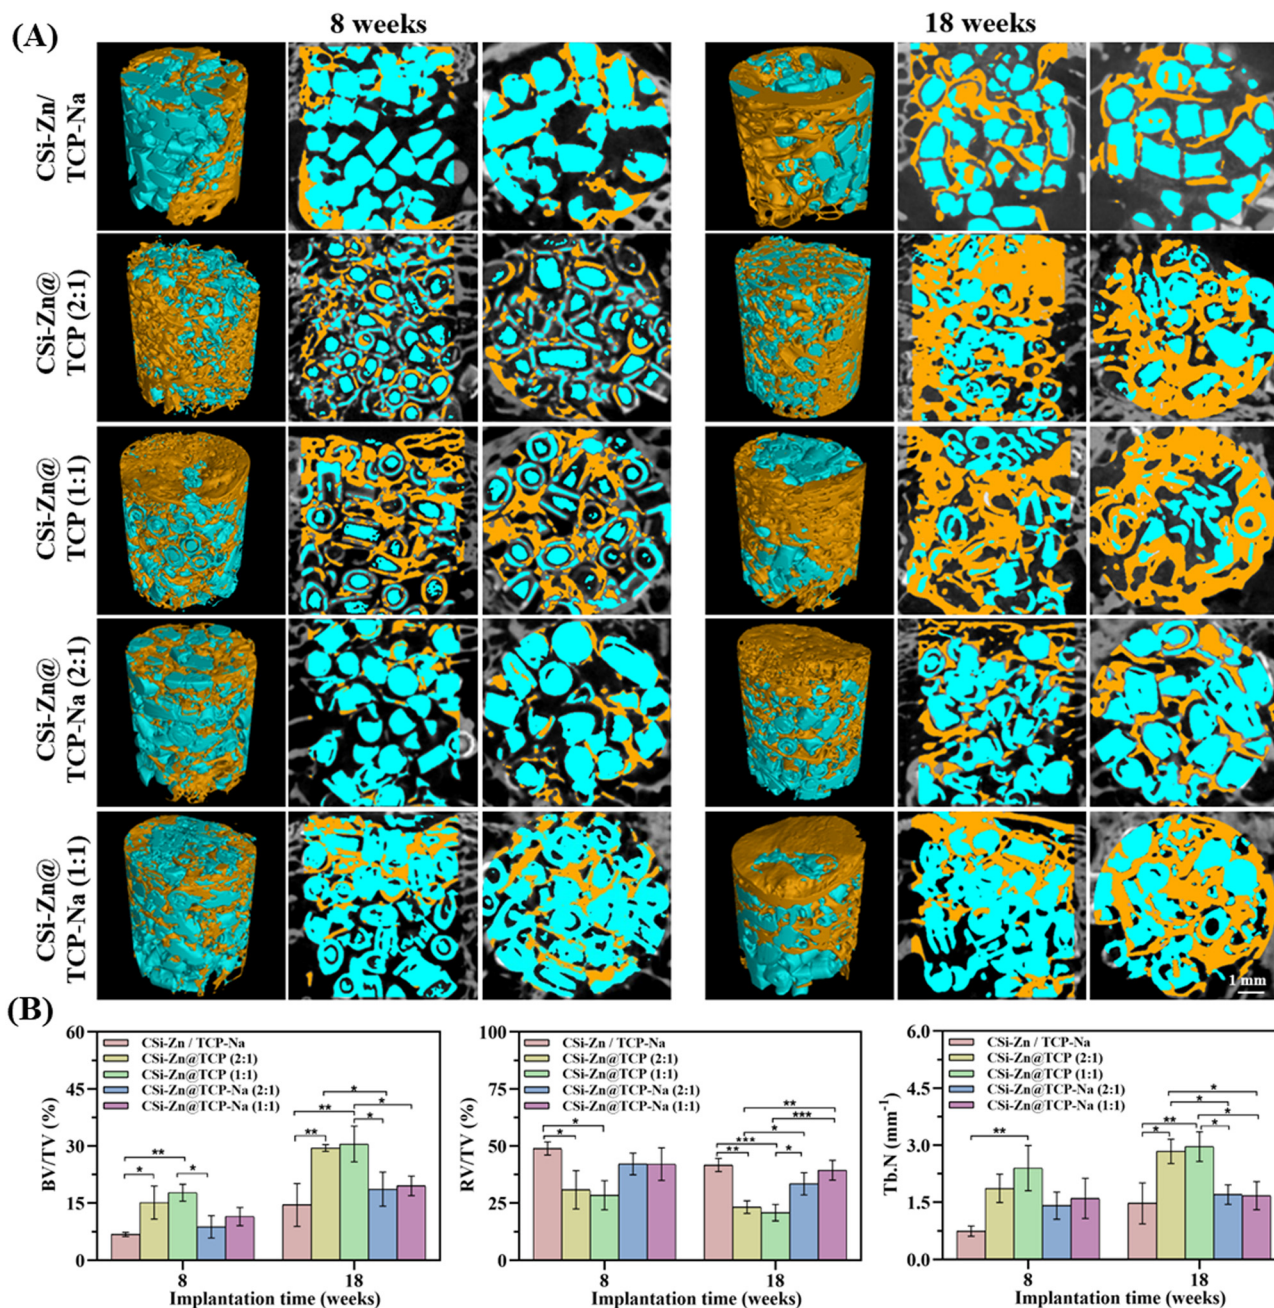 (A)
8 weeks
18 weeks
CSi-Zn/
TCP-Na
CSi-Zn@
TCP (2:1)
CSi-Zn@
TCP (1:1)
CSi-Zn@
TCP-Na (2:1)
CSi-Zn@
TCP-Na (1:1)
1 mm
(B)
BV/TV (%)
60
45
30
15
0
CSi-Zn / TCP-Na
CSi-Zn@TCP (2:1)
CSi-Zn@TCP (1:1)
CSi-Zn@TCP-Na (2:1)
CSi-Zn@TCP-Na (1:1)
*
**
*
**
**
*
*
*
8
18
Implantation time (weeks)
RV/TV (%)
100
75
50
25
0
CSi-Zn / TCP-Na
CSi-Zn@TCP (2:1)
CSi-Zn@TCP (1:1)
CSi-Zn@TCP-Na (2:1)
CSi-Zn@TCP-Na (1:1)
*
*
**
***
*
***
**
*
8
18
Implantation time (weeks)
Tb.N (mm⁻¹)
6.0
4.5
3.0
1.5
0.0
CSi-Zn / TCP-Na
CSi-Zn@TCP (2:1)
CSi-Zn@TCP (1:1)
CSi-Zn@TCP-Na (2:1)
CSi-Zn@TCP-Na (1:1)
**
*
**
*
*
*
*
8
18
Implantation time (weeks)